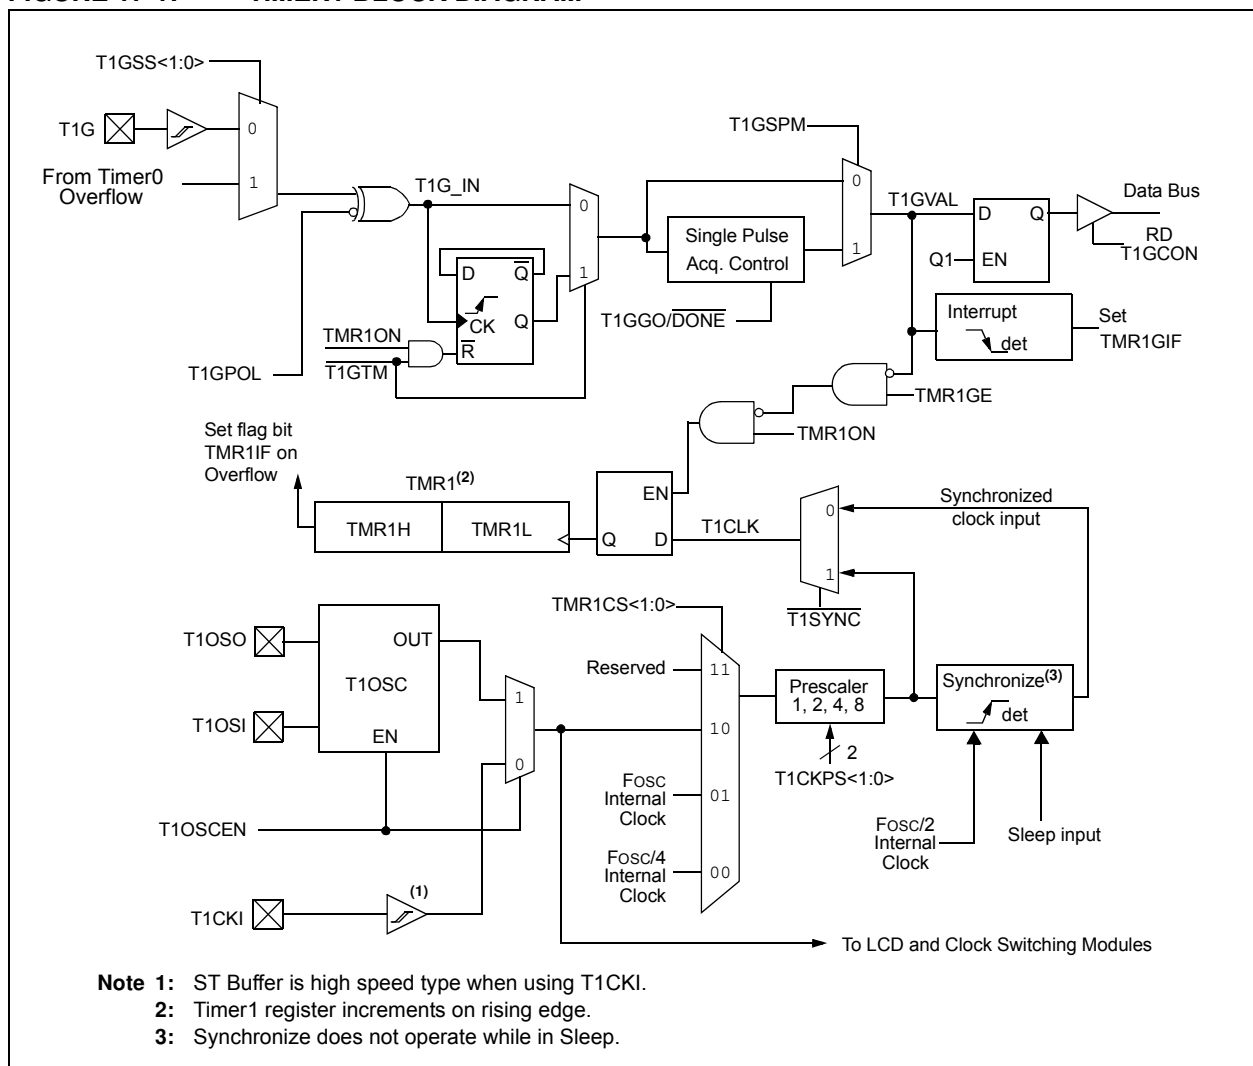 T1GSS<1:0>
T1G
0
From Timer0
Overflow
1
T1G_IN
T1GSPM
0
1
0
1
Single Pulse
Acq. Control
T1GGO/DONE
T1GVAL
D
Q
Q1
EN
Data Bus
RD
T1GCON
D
Q
CK
Q
R
TMR1ON
T1GTM
T1GPOL
Interrupt
det
Set
TMR1GIF
TMR1GE
TMR1ON
Set flag bit
TMR1IF on
Overflow
TMR1(2)
TMR1H
TMR1L
EN
Q
D
T1CLK
0
1
T1SYNC
Synchronized
clock input
T1OSO
T1OSI
OUT
T1OSC
EN
1
0
T1OSCEN
T1CKI
(1)
TMR1CS<1:0>
Reserved
11
10
FOSC
Internal
Clock
01
FOSC/4
Internal
Clock
00
Prescaler
1, 2, 4, 8
2
T1CKPS<1:0>
Synchronize(3)
det
FOSC/2
Internal
Clock
Sleep input
To LCD and Clock Switching Modules
Note 1: ST Buffer is high speed type when using T1CKI.
2: Timer1 register increments on rising edge.
3: Synchronize does not operate while in Sleep.